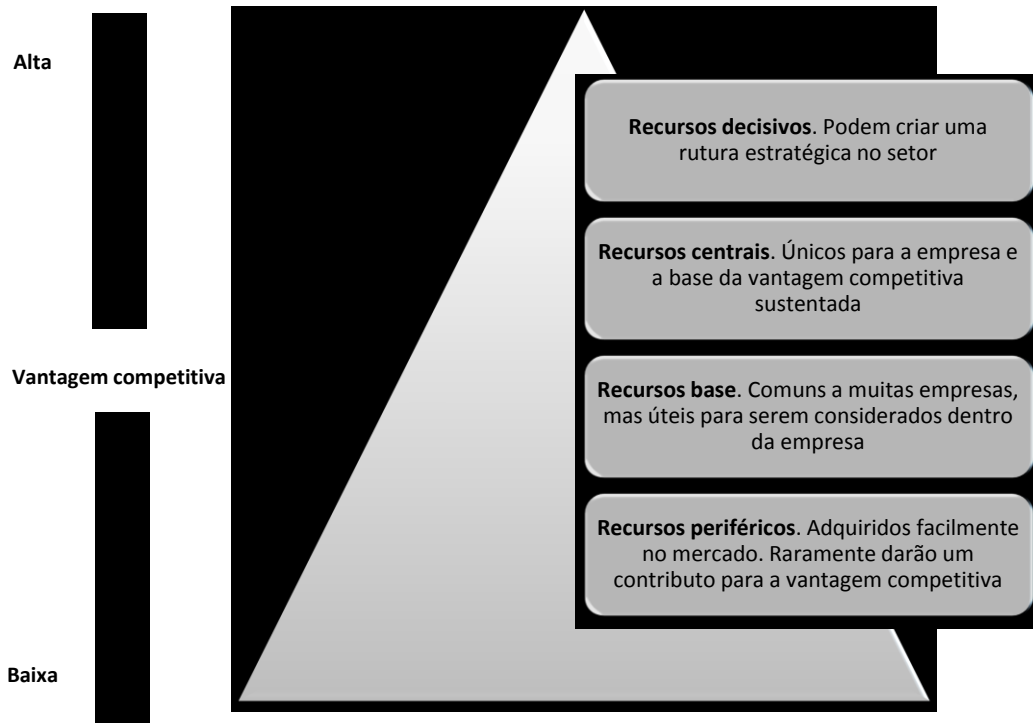 Alta
Recursos decisivos. Podem criar uma
rutura estratégica no setor
Recursos centrais. Únicos para a empresa e
a base da vantagem competitiva
sustentada
Vantagem competitiva
Recursos base. Comuns a muitas empresas,
mas úteis para serem considerados dentro
da empresa
Recursos periféricos. Adquiridos facilmente
no mercado. Raramente darão um
contributo para a vantagem competitiva
Baixa